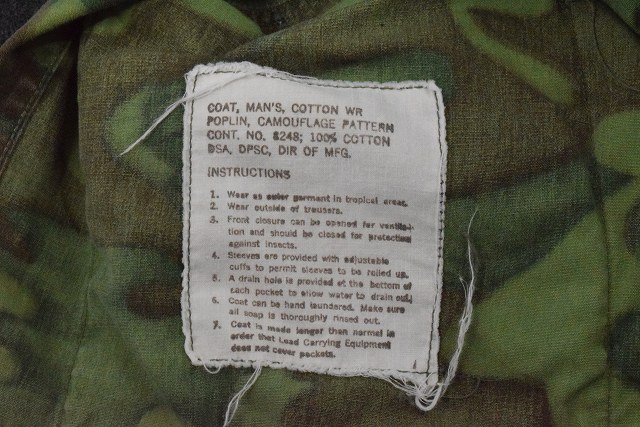 COAT, MAN'S, COTTON WR
POPLIN, CAMOUFLAGE PATTERN
CONT. NO. 8248; 100% COTTON
DSA, DPSC, DIR OF MFG.
INSTRUCTIONS
1. Wear as outer garment in tropical areas.
2. Wear outside of trousers.
3. Front closure can be opened for ventila-
tion and should be closed for protection
against insects.
4. Sleeves are provided with adjustable
cuffs to permit sleeves to be rolled up.
5. A drain hole is provided at the bottom of
each pocket to allow water to drain out.
6. Coat can be hand laundered. Make sure
all soap is thoroughly rinsed out.
7. Coat is made longer than normal in
order that Load Carrying Equipment
does not cover pockets.